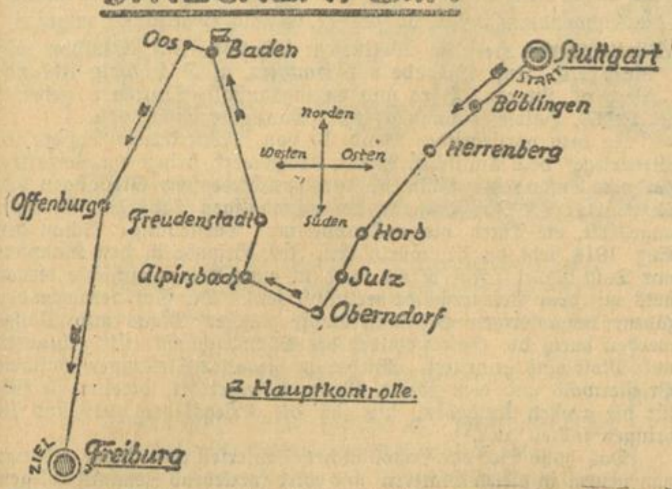 Oos
Baden
Stuttgart
START
Böblingen
Norden
Westen Osten
Süden
Herrenberg
Offenburg
Freudenstadt
Horb
Alpirsbach
Sulz
Oberndorf
Hauptkontrolle.
ZIEL
Freiburg